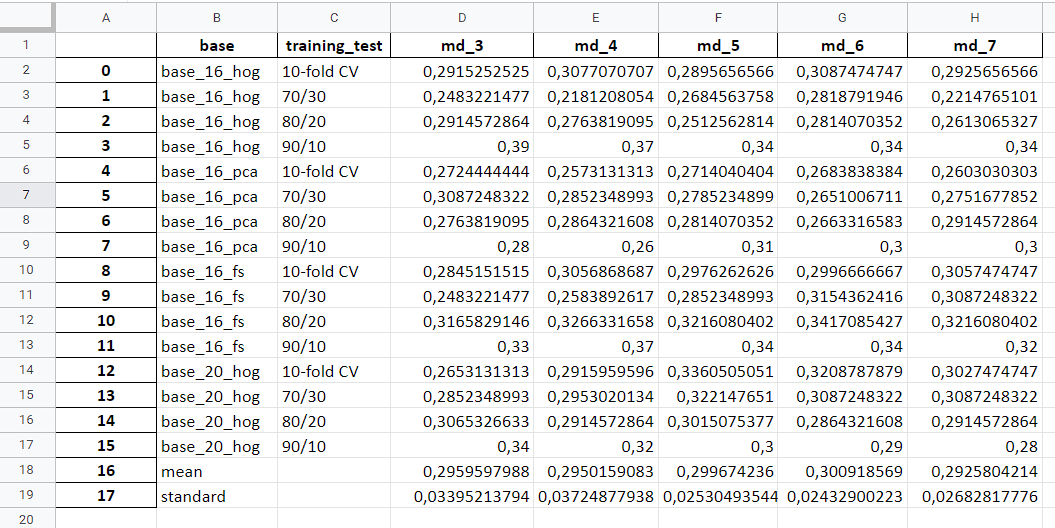 A B C D E F G H
1 base training_test md_3 md_4 md_5 md_6 md_7
2 0 base_16_hog 10-fold CV 0,2915252525 0,3077070707 0,2895656566 0,3087474747 0,2925656566
3 1 base_16_hog 70/30 0,2483221477 0,2181208054 0,2684563758 0,2818791946 0,2214765101
4 2 base_16_hog 80/20 0,2914572864 0,2763819095 0,2512562814 0,2814070352 0,2613065327
5 3 base_16_hog 90/10 0,39 0,37 0,34 0,34 0,34
6 4 base_16_pca 10-fold CV 0,2724444444 0,2573131313 0,2714040404 0,2683838384 0,2603030303
7 5 base_16_pca 70/30 0,3087248322 0,2852348993 0,2785234899 0,2651006711 0,2751677852
8 6 base_16_pca 80/20 0,2763819095 0,2864321608 0,2814070352 0,2663316583 0,2914572864
9 7 base_16_pca 90/10 0,28 0,26 0,31 0,3 0,3
10 8 base_16_fs 10-fold CV 0,2845151515 0,3056868687 0,2976262626 0,2996666667 0,3057474747
11 9 base_16_fs 70/30 0,2483221477 0,2583892617 0,2852348993 0,3154362416 0,3087248322
12 10 base_16_fs 80/20 0,3165829146 0,3266331658 0,3216080402 0,3417085427 0,3216080402
13 11 base_16_fs 90/10 0,33 0,37 0,34 0,34 0,32
14 12 base_20_hog 10-fold CV 0,2653131313 0,2915959596 0,3360505051 0,3208787879 0,3027474747
15 13 base_20_hog 70/30 0,2852348993 0,2953020134 0,322147651 0,3087248322 0,3087248322
16 14 base_20_hog 80/20 0,3065326633 0,2914572864 0,3015075377 0,2864321608 0,2914572864
17 15 base_20_hog 90/10 0,34 0,32 0,3 0,29 0,28
18 16 mean 0,2959597988 0,2950159083 0,299674236 0,300918569 0,2925804214
19 17 standard 0,03395213794 0,03724877938 0,02530493544 0,02432900223 0,02682817776
20